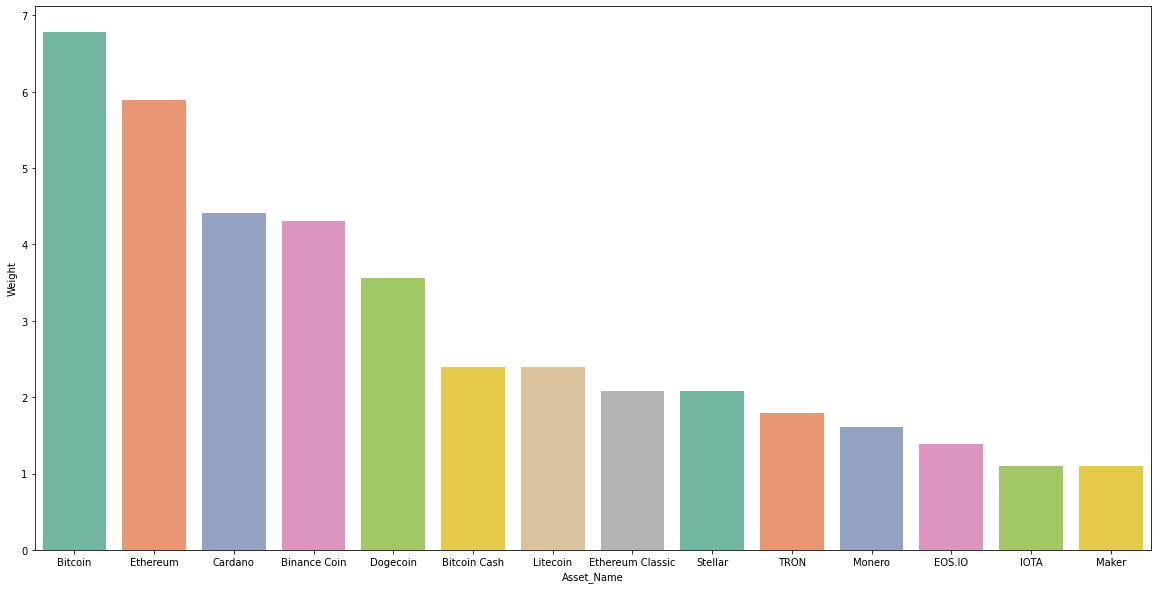 7
6
5
4
3
2
1
0
Weight
Bitcoin Ethereum Cardano Binance Coin Dogecoin Bitcoin Cash Litecoin Ethereum Classic Stellar TRON Monero EOS.IO IOTA Maker
Asset_Name